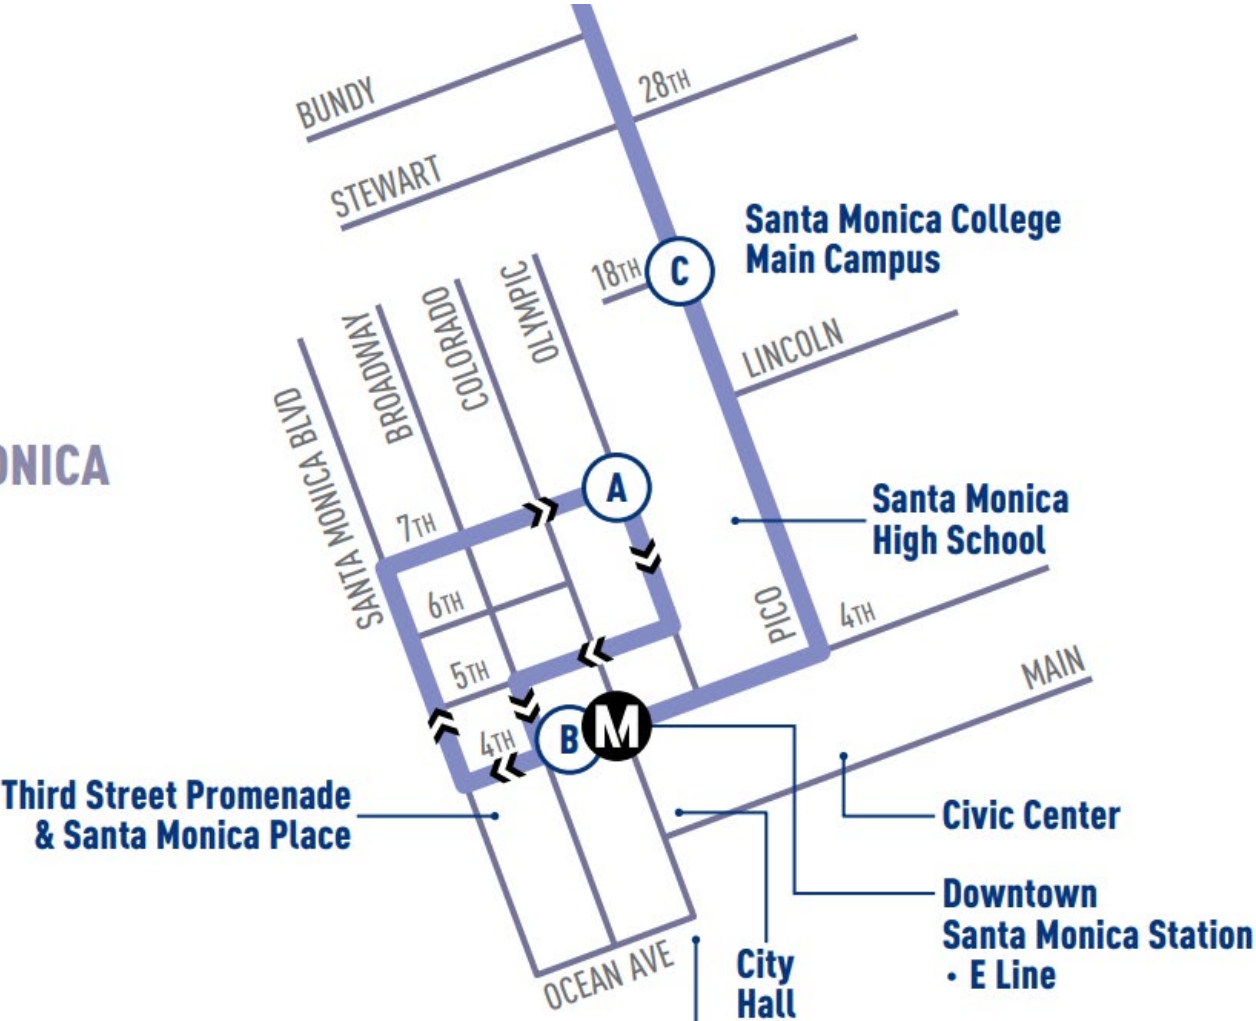 BUNDY
28TH
STEWART
Santa Monica College
Main Campus
18TH
C
OLYMPIC
COLORADO
BROADWAY
LINCOLN
SANTA MONICA BLVD
ONICA
A
7TH
Santa Monica
High School
6TH
PICO
4TH
5TH
MAIN
4TH
B
M
Third Street Promenade
& Santa Monica Place
Civic Center
Downtown
Santa Monica Station
• E Line
OCEAN AVE
City
Hall